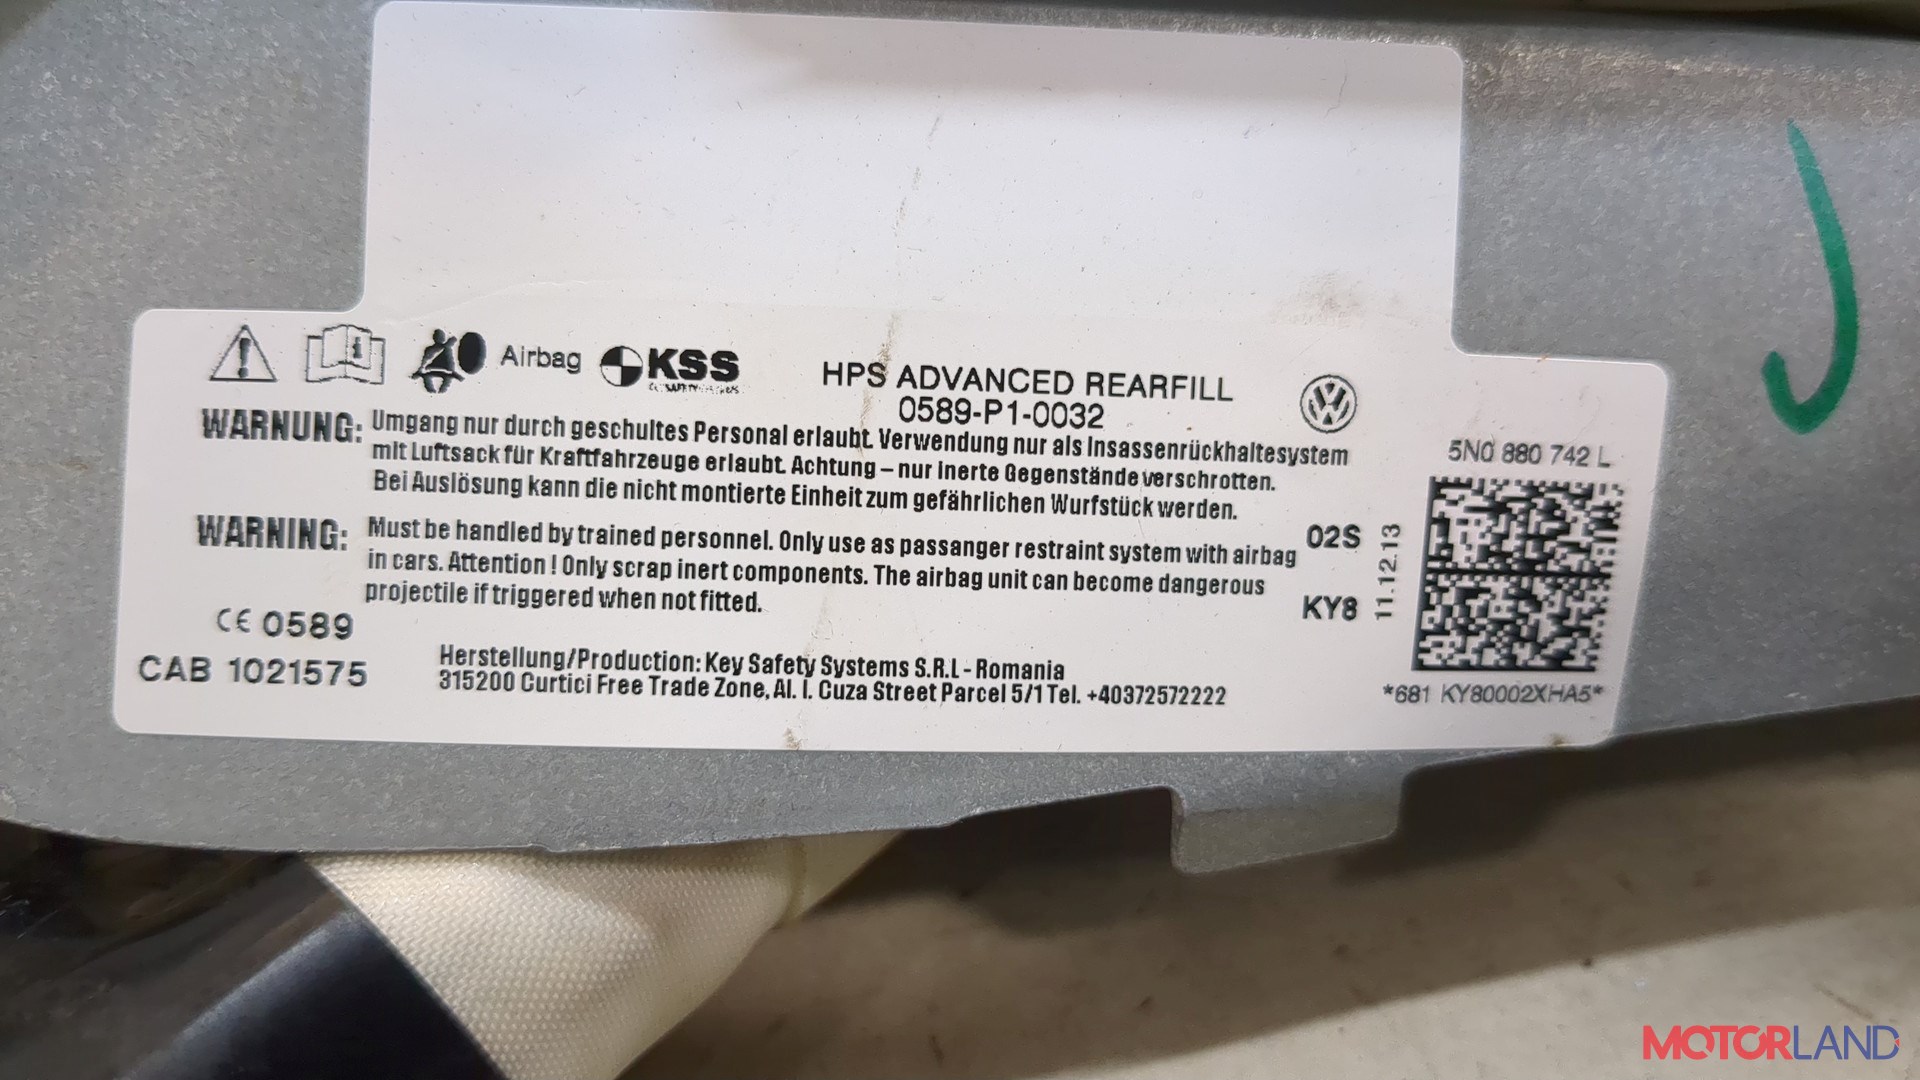 Airbag
KSS
HPS ADVANCED REARFILL
0589-P1-0032
WARNUNG: Umgang nur durch geschultes Personal erlaubt. Verwendung nur als Insassenrückhaltesystem
mit Luftsack für Kraftfahrzeuge erlaubt. Achtung – nur inerte Gegenstände verschrotten.
Bei Auslösung kann die nicht montierte Einheit zum gefährlichen Wurfstück werden.
WARNING: Must be handled by trained personnel. Only use as passanger restraint system with airbag
in cars. Attention ! Only scrap inert components. The airbag unit can become dangerous
projectile if triggered when not fitted.
CE 0589
CAB 1021575
Herstellung/Production: Key Safety Systems S.R.L - Romania
315200 Curtici Free Trade Zone, Al. I. Cuza Street Parcel 5/1 Tel. +40372572222
5N0 880 742 L
02S
KY8
11.12.13
*681 KY80002XHA5*
MOTORLAND